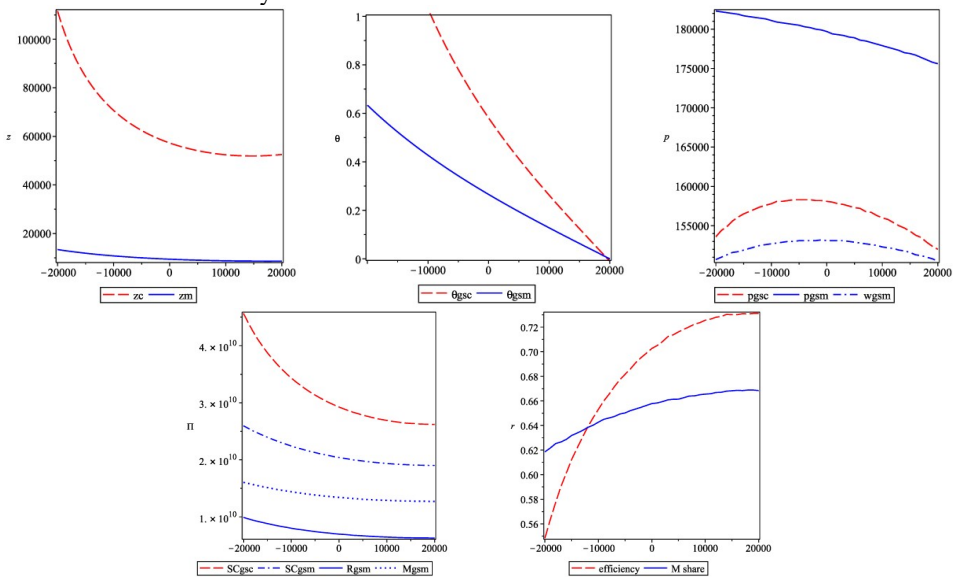 100000
80000
z
60000
40000
20000
−20000 −10000 0 10000 20000
zc zm
1
0.8
0.6
θ
0.4
0.2
0
−10000 0 10000 20000
θgsc θgsm
180000
175000
170000
p
165000
160000
155000
−20000 −10000 0 10000 20000
pgsc pgsm wgsm
4. × 10^10
3. × 10^10
Π
2. × 10^10
1. × 10^10
−20000 −10000 0 10000 20000
SCgsc SCgsm Rgsm Mgsm
0.72
0.70
0.68
0.66
r
0.64
0.62
0.60
0.58
0.56
−20000 −10000 0 10000 20000
efficiency M share